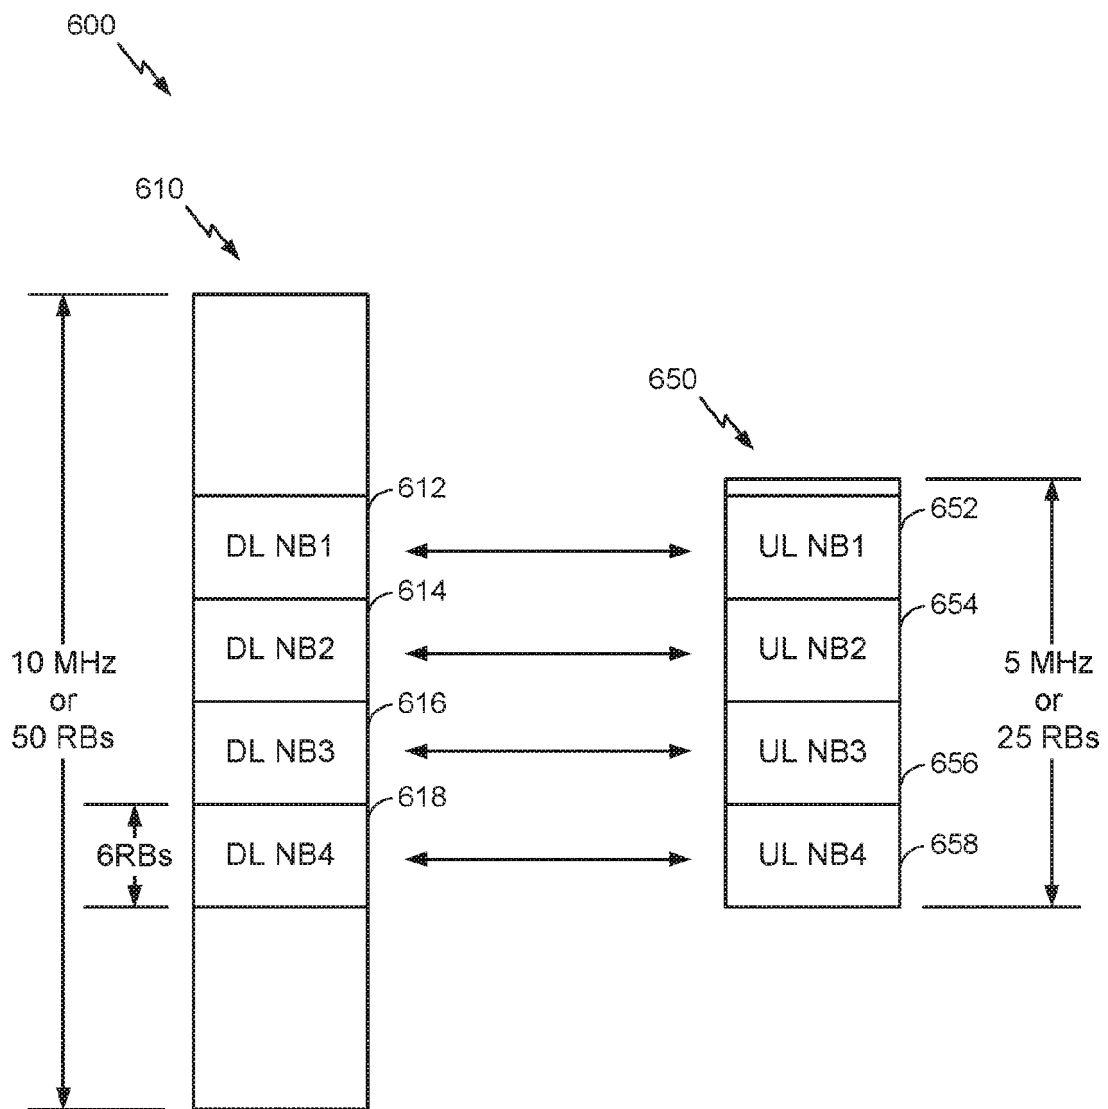 600
610
650
612
652
DL NB1
UL NB1
614
654
DL NB2
UL NB2
10 MHz
or
50 RBs
5 MHz
or
25 RBs
616
DL NB3
UL NB3
656
618
6RBs
DL NB4
UL NB4
658